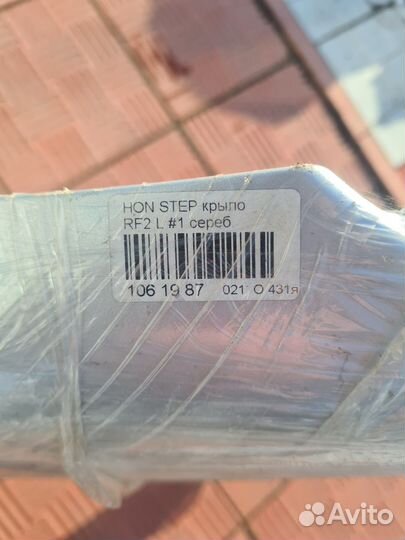 HON STEP крыло
RF2 L #1 сереб
106 19 87 021 O 431я
Avito